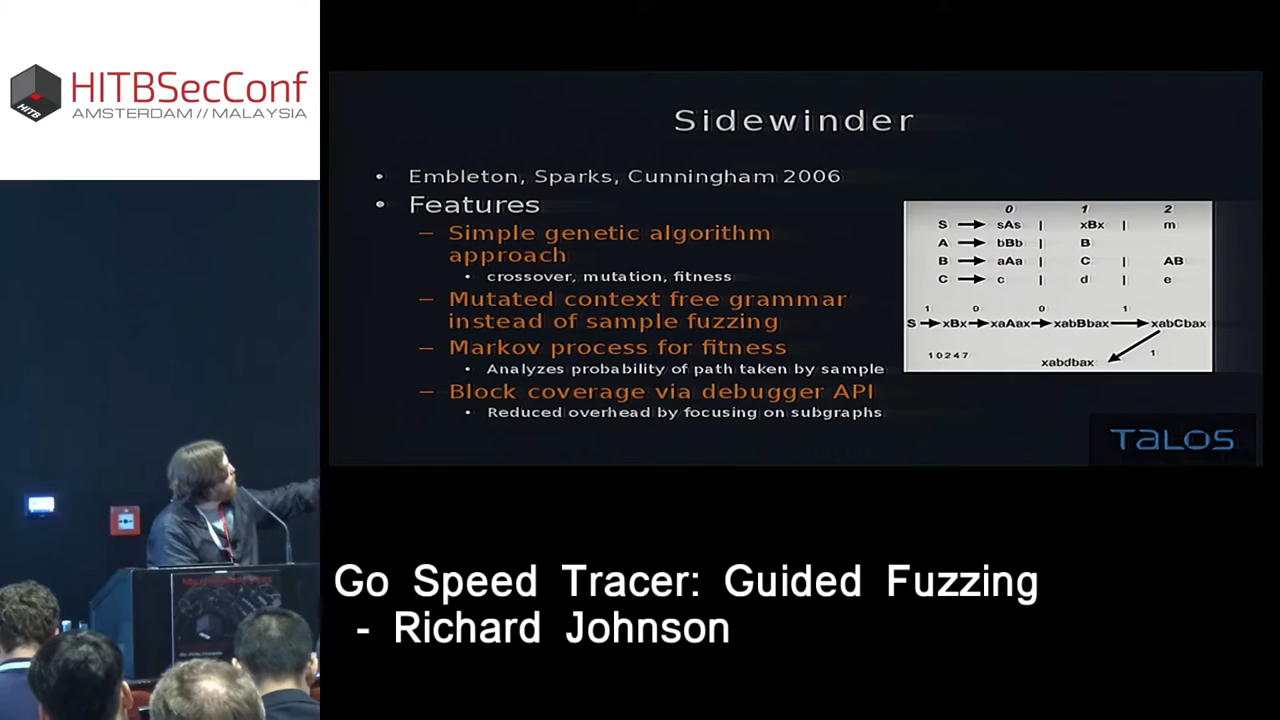 HITBSecConf
AMSTERDAM // MALAYSIA
HITB
Sidewinder
• Embleton, Sparks, Cunningham 2006
• Features
– Simple genetic algorithm
approach
• crossover, mutation, fitness
– Mutated context free grammar
instead of sample fuzzing
– Markov process for fitness
• Analyzes probability of path taken by sample
– Block coverage via debugger API
• Reduced overhead by focusing on subgraphs
0 1 2
S → sAs | xBx | m
A → bBb | B
B → aAa | C | AB
C → c | d | e
1 0 0 1
S → xBx → xaAax → xabBbax → xabCbax
10247 xabdbax 1
TALOS
Go Speed Tracer: Guided Fuzzing
- Richard Johnson